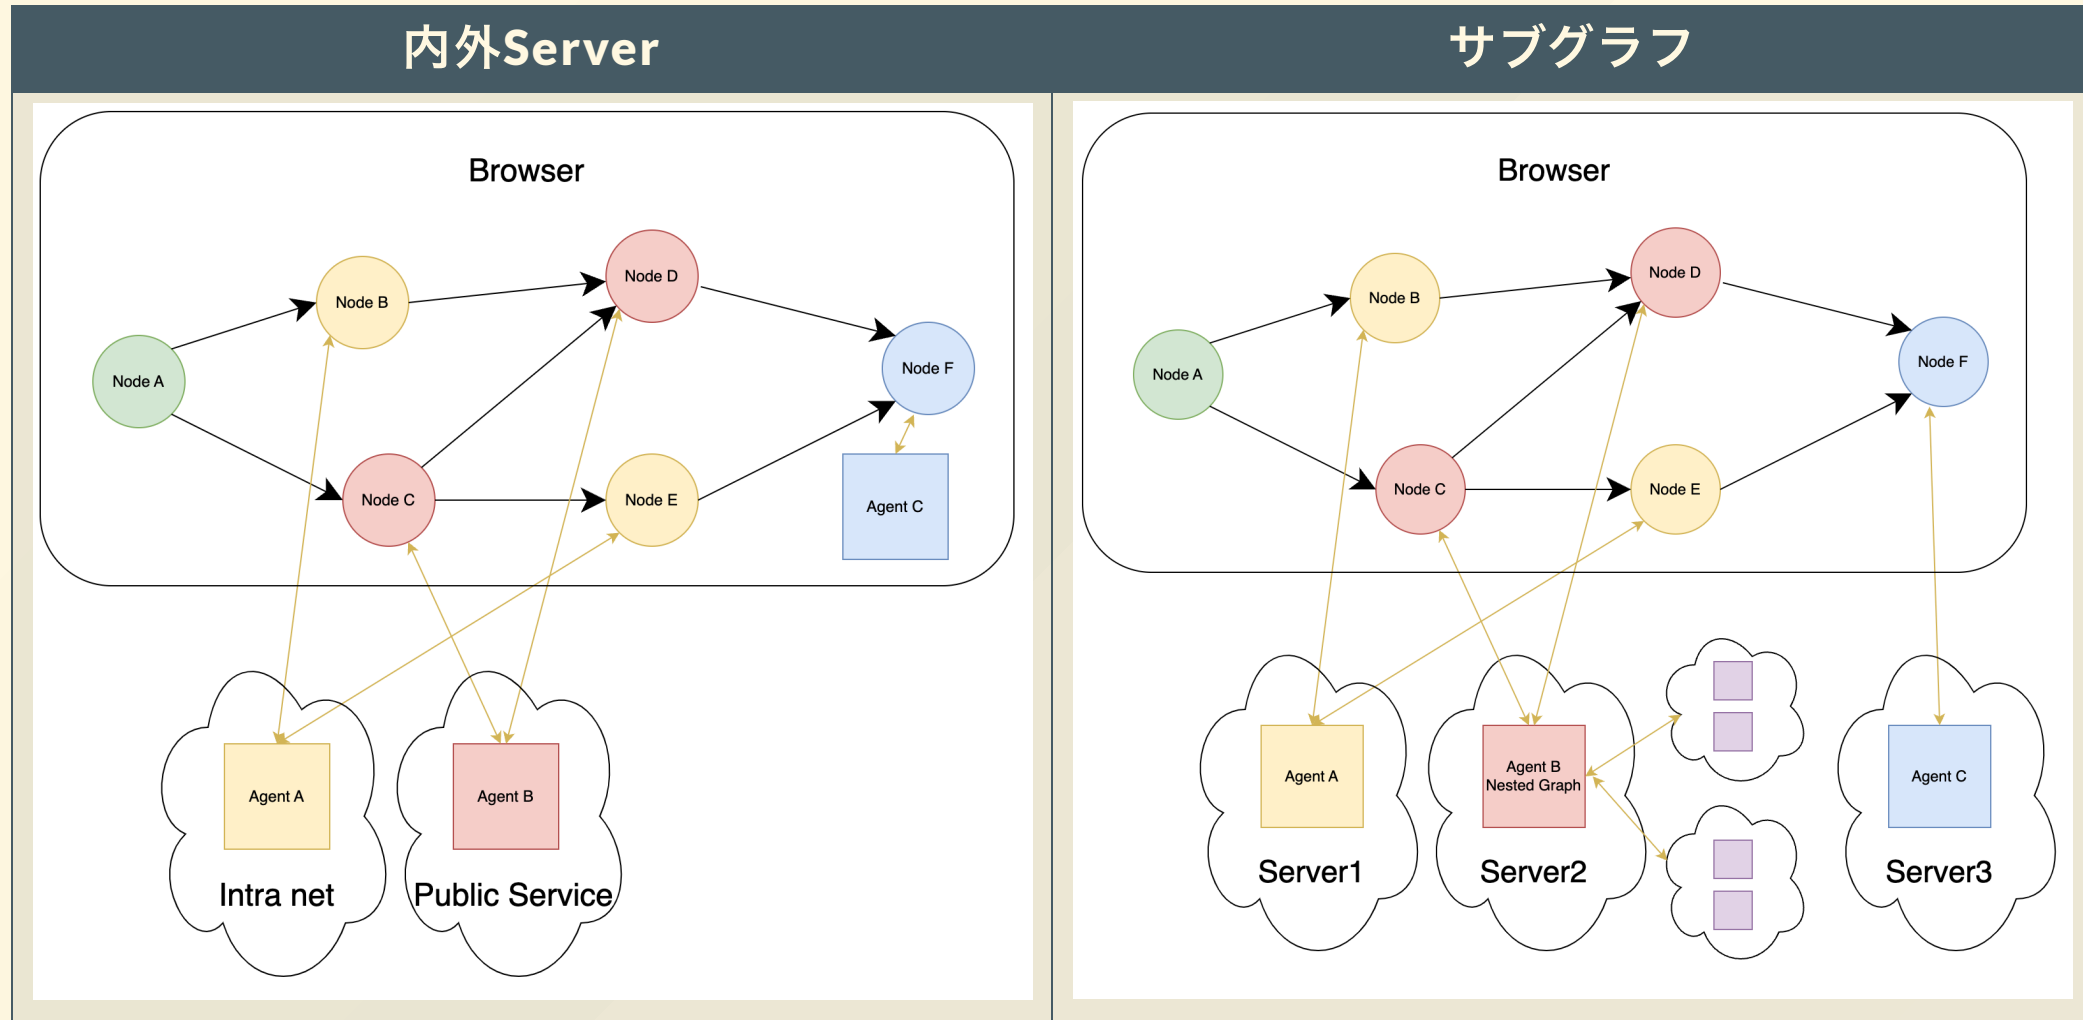 内外Server
サブグラフ
Browser
Node D
Node B
Node A
Node F
Node C
Node E
Agent C
Agent A
Agent B
Intra net
Public Service
Browser
Node D
Node B
Node A
Node F
Node C
Node E
Agent A
Agent B
Nested Graph
Agent C
Server1
Server2
Server3